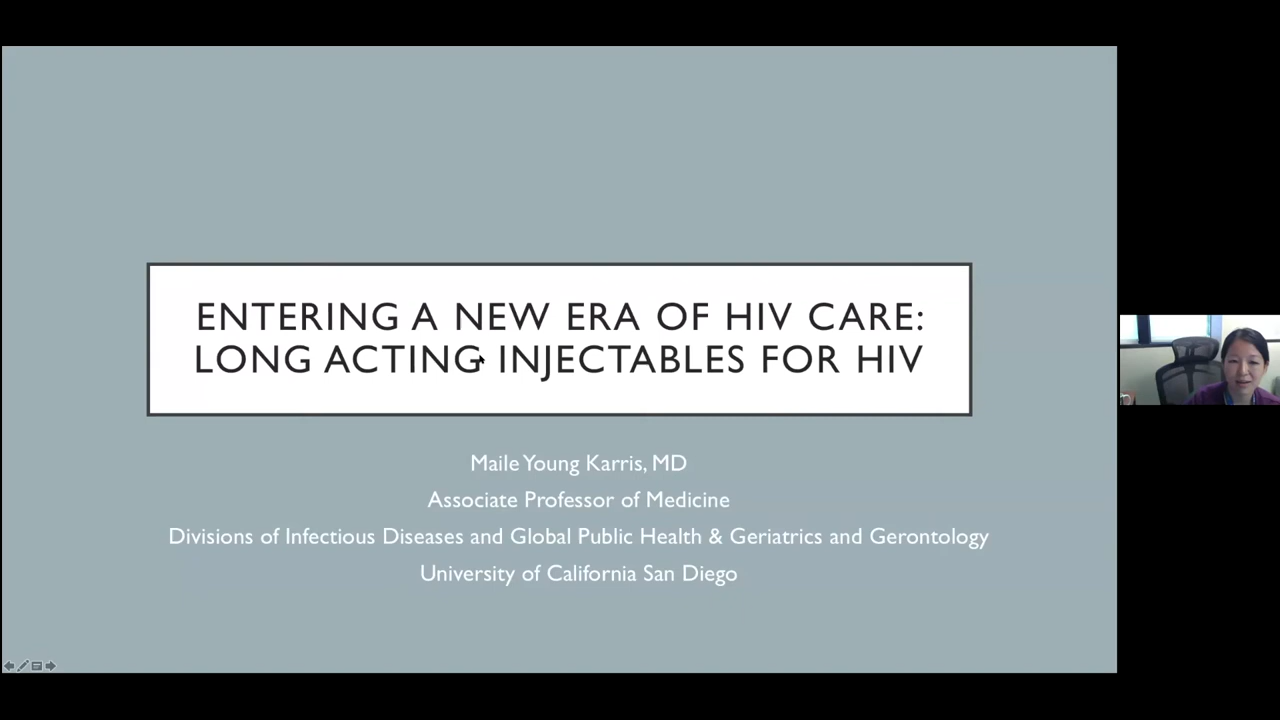 ENTERING A NEW ERA OF HIV CARE:
LONG ACTING INJECTABLES FOR HIV
Maile Young Karris, MD
Associate Professor of Medicine
Divisions of Infectious Diseases and Global Public Health & Geriatrics and Gerontology
University of California San Diego